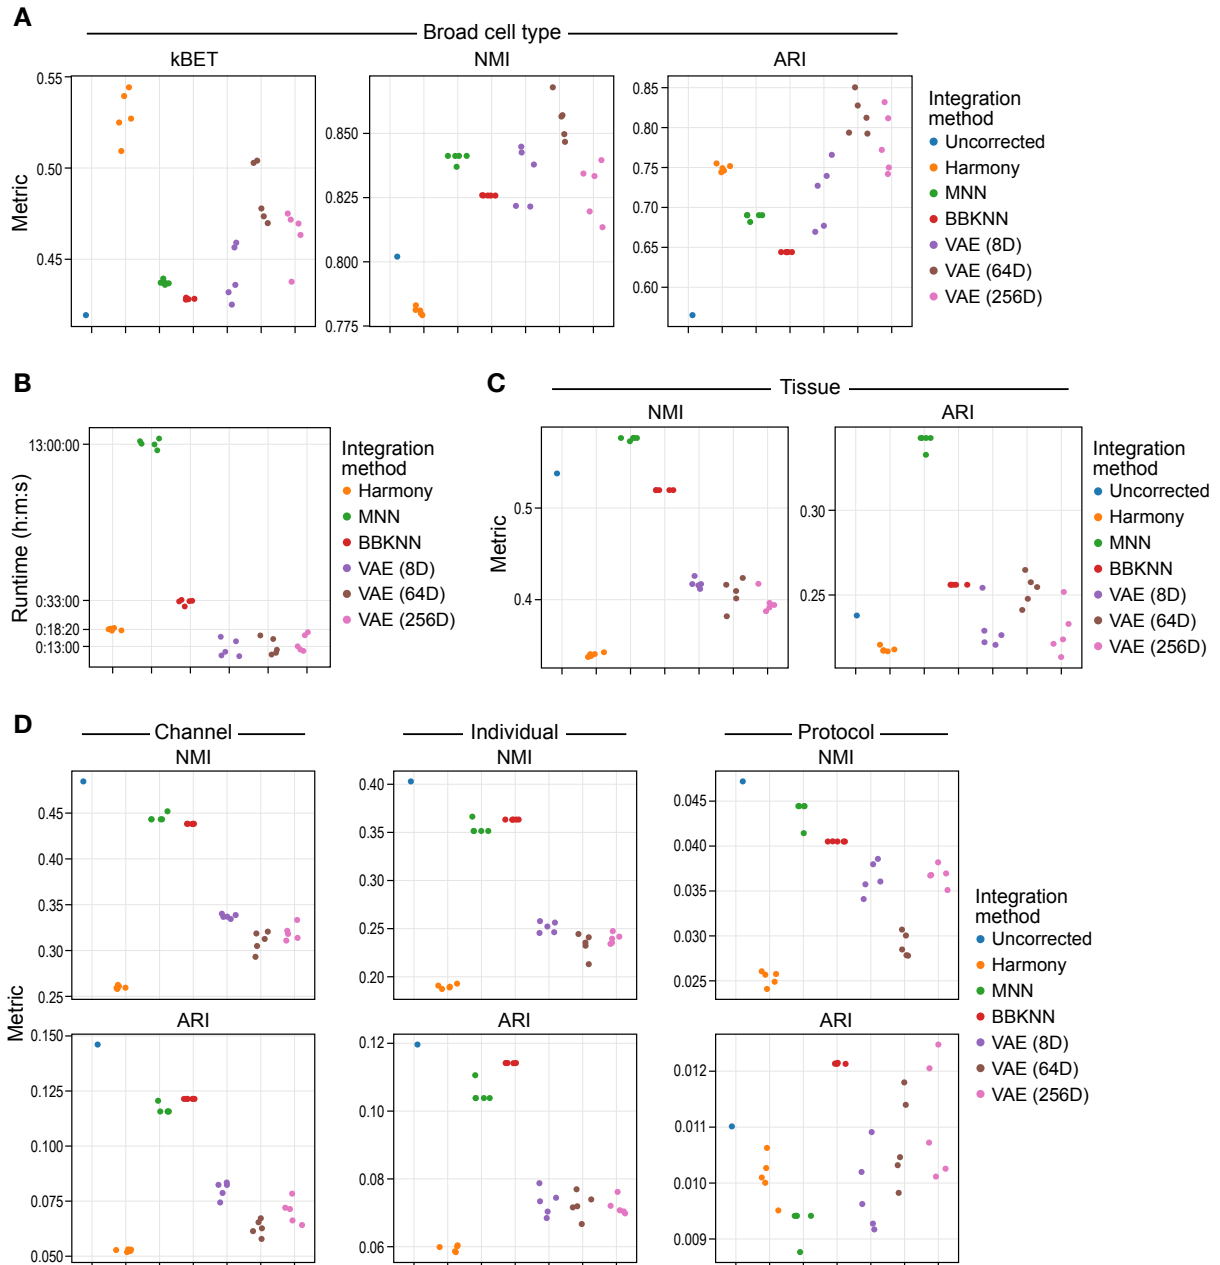 A
Broad cell type
kBET
NMI
ARI
Metric
0.55
0.50
0.45
0.850
0.825
0.800
0.775
0.85
0.80
0.75
0.70
0.65
0.60
Integration
method
Uncorrected
Harmony
MNN
BBKNN
VAE (8D)
VAE (64D)
VAE (256D)
B
Runtime (h:m:s)
13:00:00
0:33:00
0:18:20
0:13:00
Integration
method
Harmony
MNN
BBKNN
VAE (8D)
VAE (64D)
VAE (256D)
C
Tissue
NMI
ARI
Metric
0.5
0.4
0.30
0.25
Integration
method
Uncorrected
Harmony
MNN
BBKNN
VAE (8D)
VAE (64D)
VAE (256D)
D
Channel
Individual
Protocol
NMI
NMI
NMI
0.45
0.40
0.35
0.30
0.25
0.40
0.35
0.30
0.25
0.20
0.045
0.040
0.035
0.030
0.025
Metric
ARI
ARI
ARI
0.150
0.125
0.100
0.075
0.050
0.12
0.10
0.08
0.06
0.012
0.011
0.010
0.009
Integration
method
Uncorrected
Harmony
MNN
BBKNN
VAE (8D)
VAE (64D)
VAE (256D)